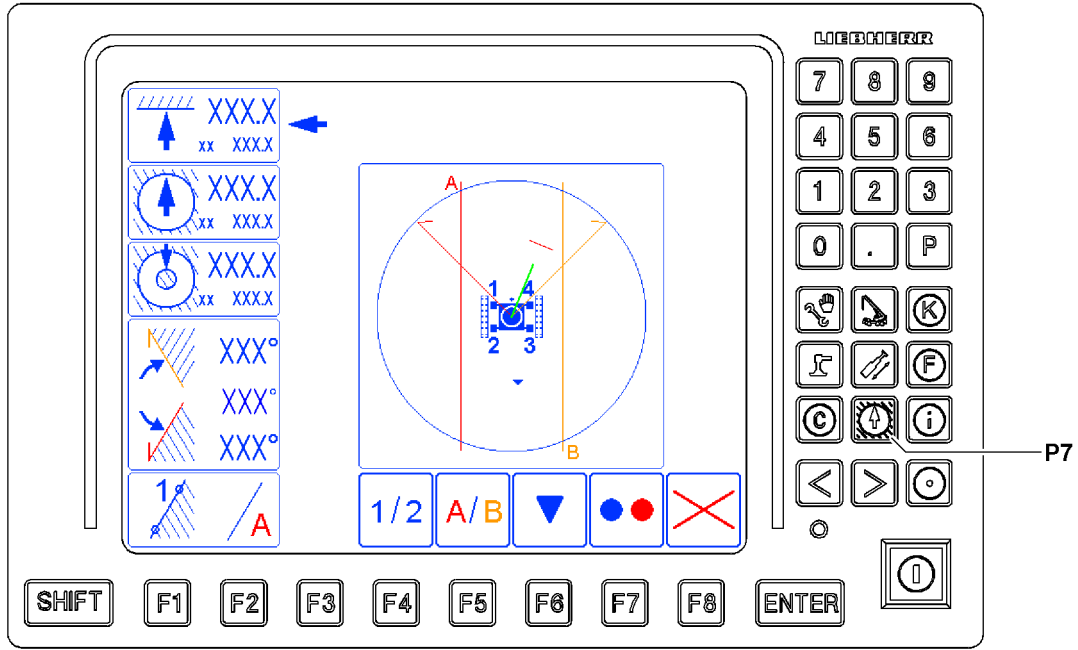 LIEBHERR
7 8 9
XXX.X
xx XXX.X
4 5 6
XXX.X
xx XXX.X
A
1 2 3
0 . P
XXX.X
xx XXX.X
1 4
2 3
K
XXX°
F
XXX°
C i
XXX°
P7
B
< >
1 A
1/2 A/B
SHIFT F1 F2 F3 F4 F5 F6 F7 F8 ENTER